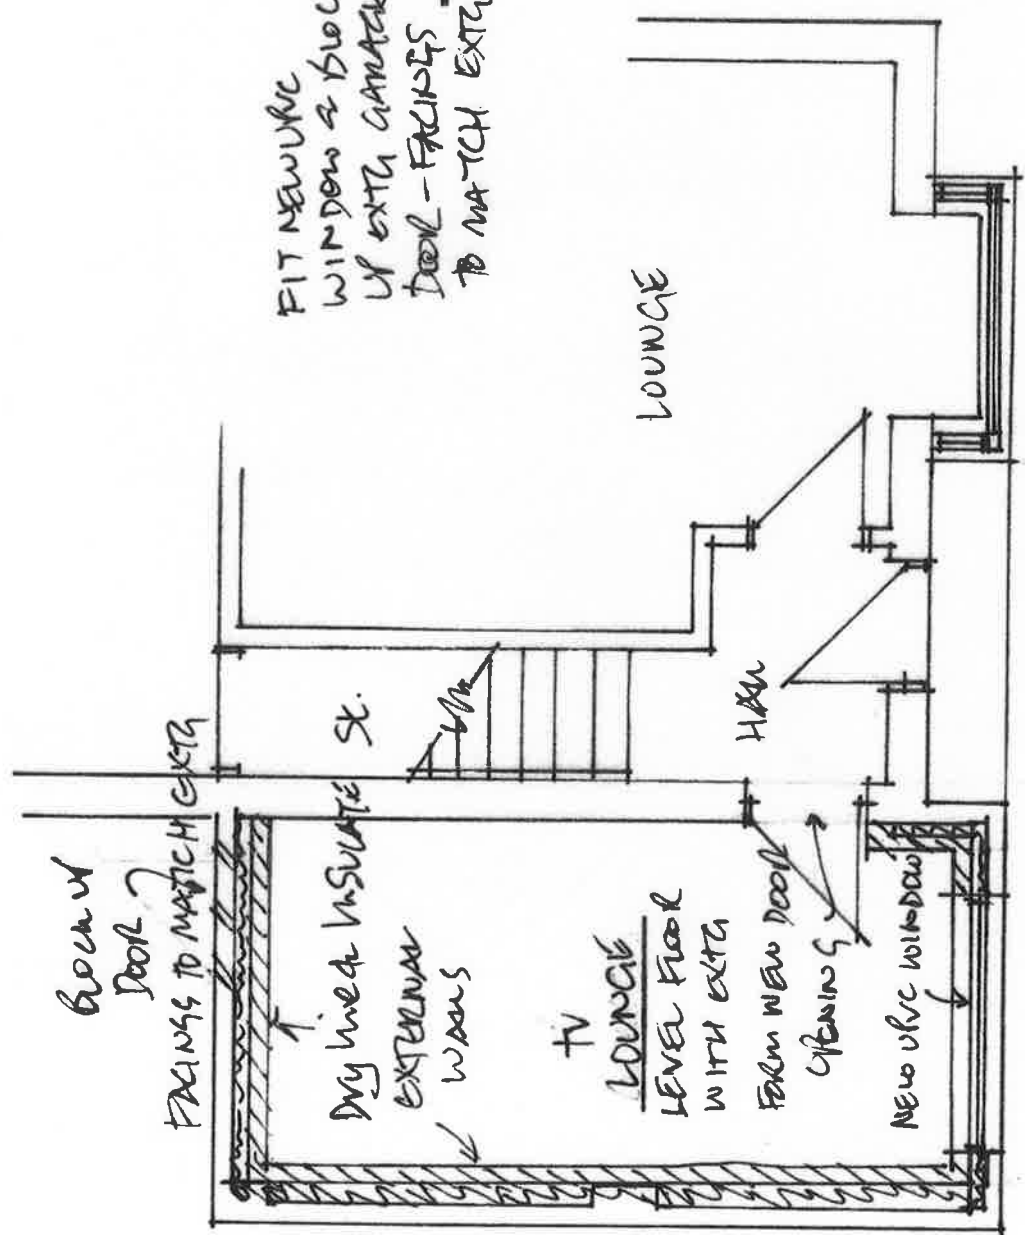 FIT NEW UPVC
WINDOW & BLOC
UP EXTG GARAGE
DOOR - FACINGS
TO MATCH EXTG
BLOCK UP
DOOR
FACINGS TO MATCH EXTG
St.
Dry lined INSULATE
EXTERNAL
WALLS
TV
LOUNGE
LEVEL FLOOR
WITH EXTG
FORM NEW DOOR
OPENING
NEW UPVC WINDOW
HALL
LOUNGE